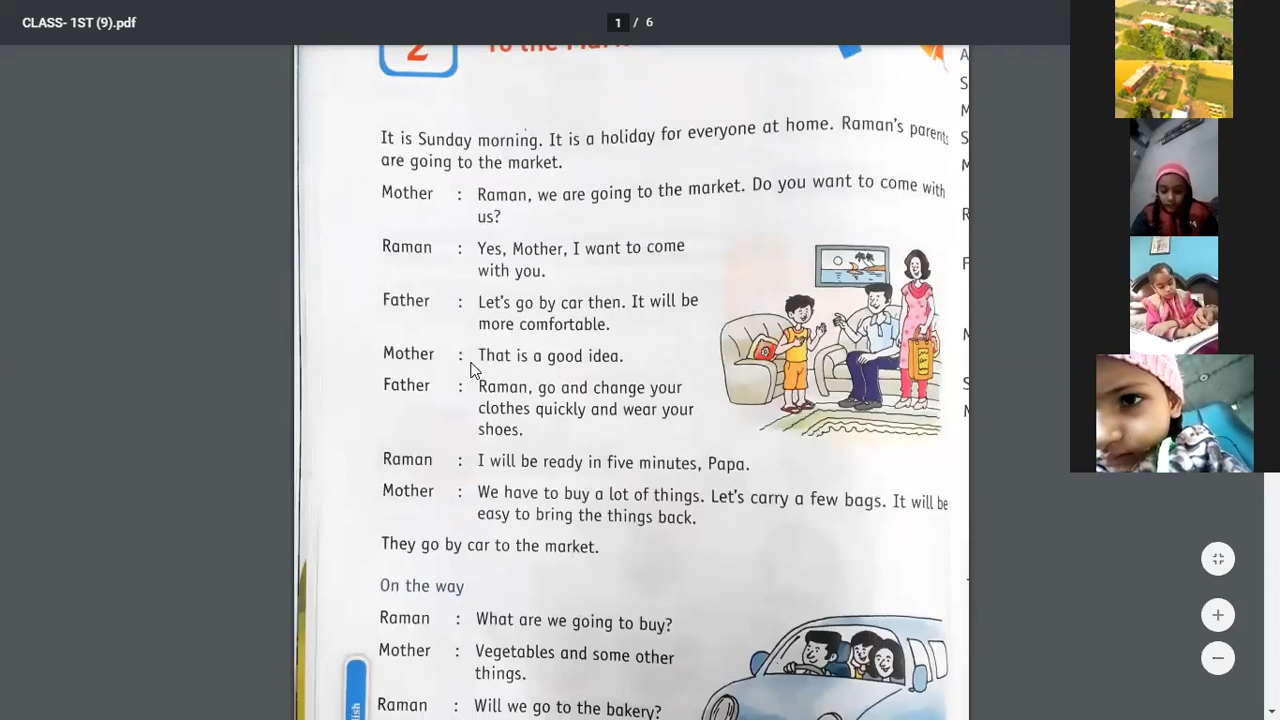 CLASS- 1ST (9).pdf
1 / 6
2 To the
It is Sunday morning. It is a holiday for everyone at home. Raman's parents
are going to the market.
Mother : Raman, we are going to the market. Do you want to come with
us?
Raman : Yes, Mother, I want to come
with you.
Father : Let's go by car then. It will be
more comfortable.
Mother : That is a good idea.
Father : Raman, go and change your
clothes quickly and wear your
shoes.
Raman : I will be ready in five minutes, Papa.
Mother : We have to buy a lot of things. Let's carry a few bags. It will be
easy to bring the things back.
They go by car to the market.
On the way
Raman : What are we going to buy?
Mother : Vegetables and some other
things.
Raman : Will we go to the bakery?
A
S
M
S
M
R
F
M
S
M